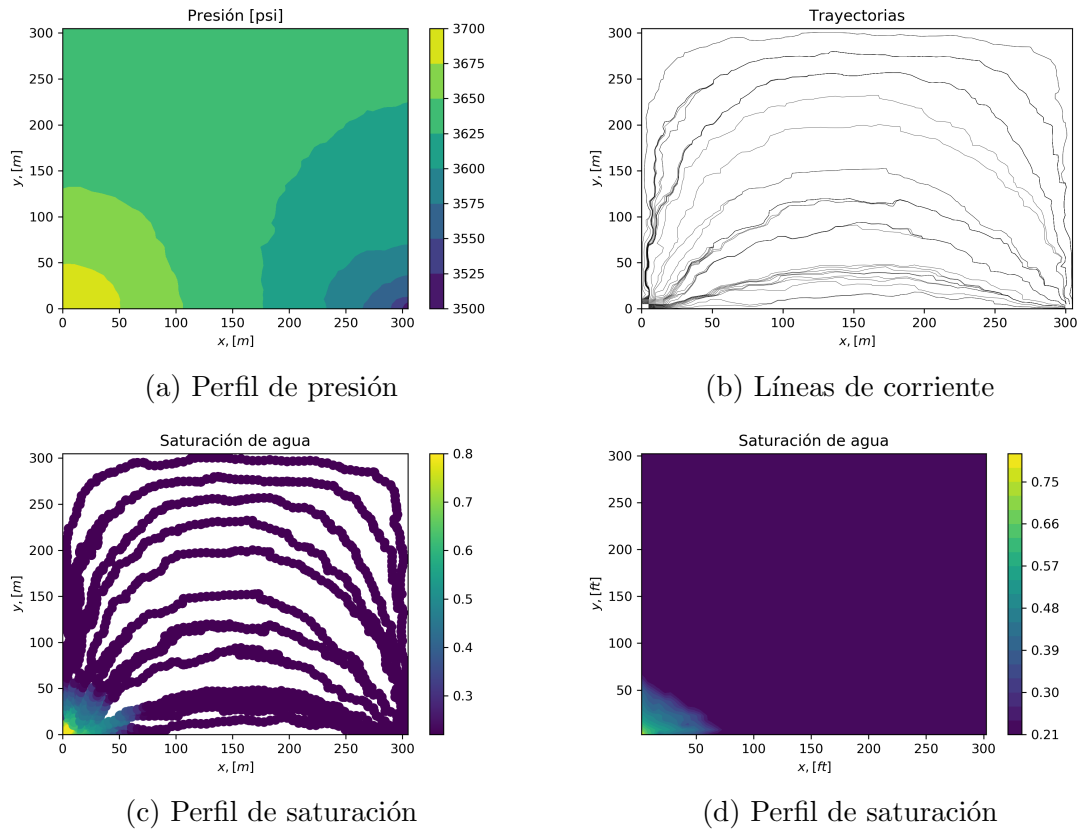 Presión [psi]
300
250
200
150
100
50
0
0 50 100 150 200 250 300
y, [m]
x, [m]
3700
3675
3650
3625
3600
3575
3550
3525
3500
(a) Perfil de presión
Trayectorias
300
250
200
150
100
50
0
0 50 100 150 200 250 300
y, [m]
x, [m]
(b) Líneas de corriente
Saturación de agua
300
250
200
150
100
50
0
0 50 100 150 200 250 300
y, [m]
x, [m]
0.8
0.7
0.6
0.5
0.4
0.3
(c) Perfil de saturación
Saturación de agua
300
250
200
150
100
50
50 100 150 200 250 300
y, [ft]
x, [ft]
0.75
0.66
0.57
0.48
0.39
0.30
0.21
(d) Perfil de saturación